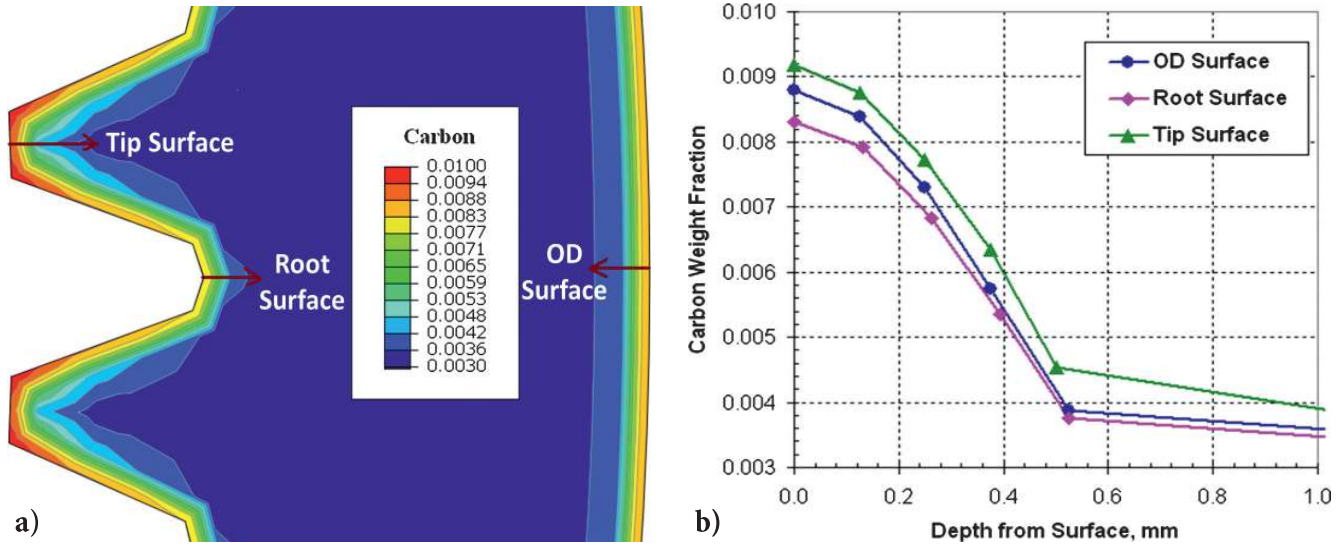 Tip Surface
Root
Surface
OD
Surface
Carbon
0.0100
0.0094
0.0088
0.0083
0.0077
0.0071
0.0065
0.0059
0.0053
0.0048
0.0042
0.0036
0.0030
a)
0.010
0.009
0.008
0.007
0.006
0.005
0.004
0.003
Carbon Weight Fraction
OD Surface
Root Surface
Tip Surface
0.0 0.2 0.4 0.6 0.8 1.0
Depth from Surface, mm
b)